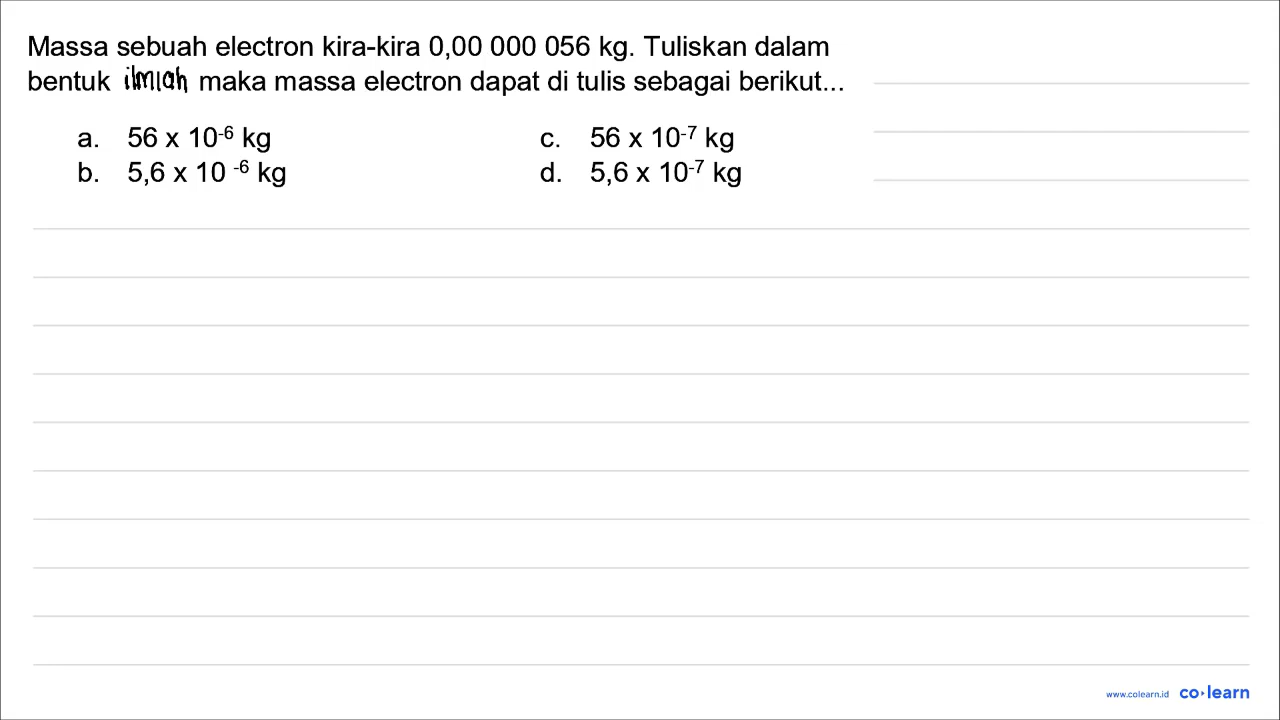 Massa sebuah electron kira-kira 0,00 000 056 kg. Tuliskan dalam
bentuk ilmiah maka massa electron dapat di tulis sebagai berikut...
a. 56 x 10⁻⁶ kg
b. 5,6 x 10 ⁻⁶ kg
c. 56 x 10⁻⁷ kg
d. 5,6 x 10⁻⁷ kg
www.colearn.id co learn